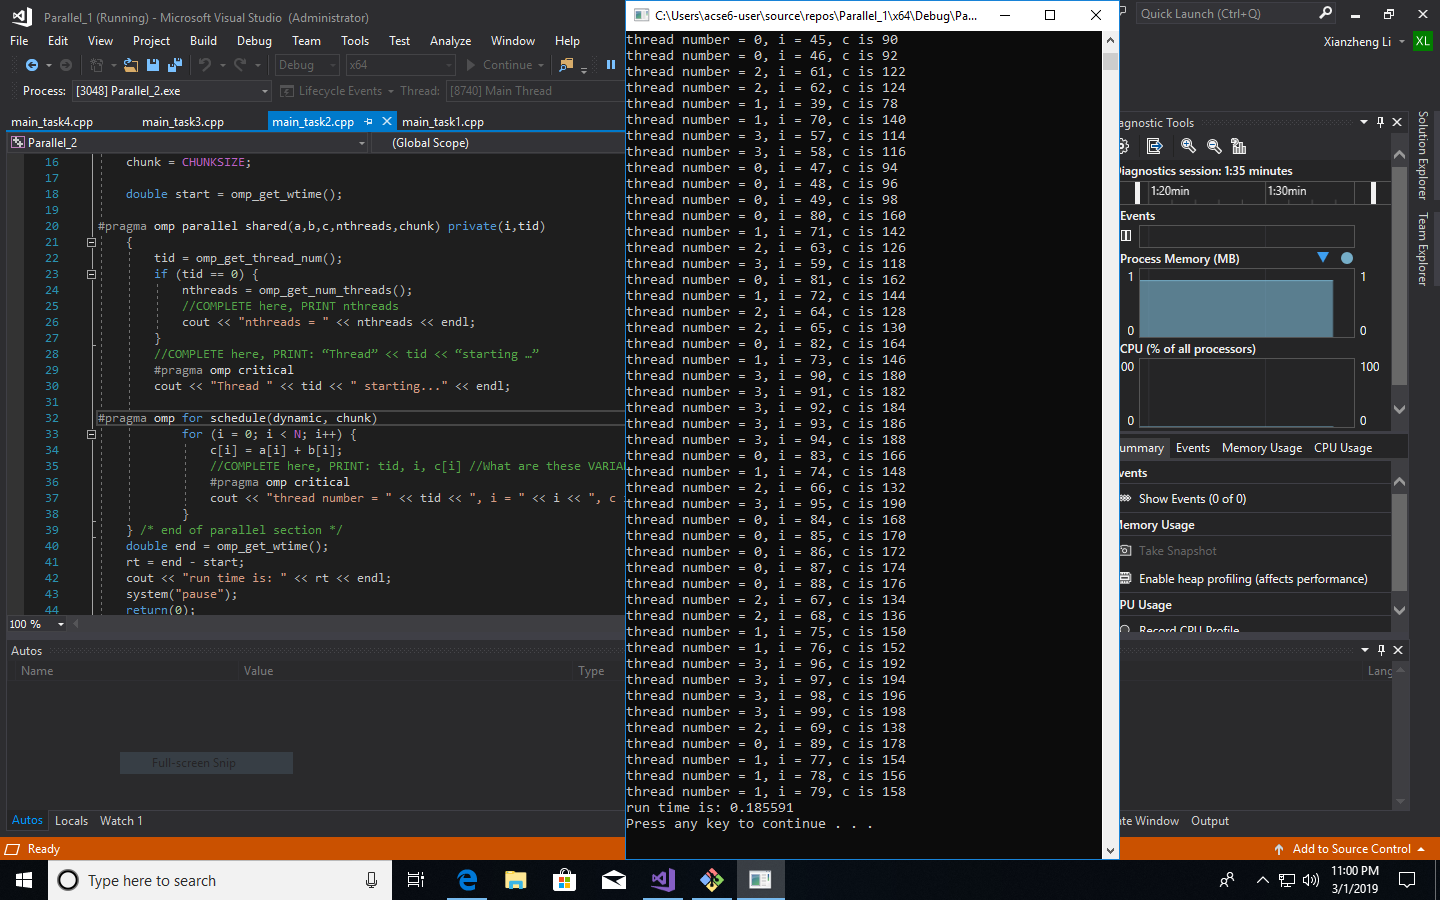 Parallel_1 (Running) - Microsoft Visual Studio (Administrator)
Quick Launch (Ctrl+Q)
File Edit View Project Build Debug Team Tools Test Analyze Window Help
Xianzheng Li XL
Debug x64 Continue
Process: [3048] Parallel_2.exe Lifecycle Events Thread: [8740] Main Thread
main_task4.cpp main_task3.cpp main_task2.cpp main_task1.cpp
Parallel_2 (Global Scope)
16 chunk = CHUNKSIZE;
17
18 double start = omp_get_wtime();
19
20 #pragma omp parallel shared(a,b,c,nthreads,chunk) private(i,tid)
21 {
22 tid = omp_get_thread_num();
23 if (tid == 0) {
24 nthreads = omp_get_num_threads();
25 //COMPLETE here, PRINT nthreads
26 cout << "nthreads = " << nthreads << endl;
27 }
28 //COMPLETE here, PRINT: “Thread” << tid << “starting …”
29 #pragma omp critical
30 cout << "Thread " << tid << " starting..." << endl;
31
32 #pragma omp for schedule(dynamic, chunk)
33 for (i = 0; i < N; i++) {
34 c[i] = a[i] + b[i];
35 //COMPLETE here, PRINT: tid, i, c[i] //What are these VARIA
36 #pragma omp critical
37 cout << "thread number = " << tid << ", i = " << i << ", c
38 }
39 } /* end of parallel section */
40 double end = omp_get_wtime();
41 rt = end - start;
42 cout << "run time is: " << rt << endl;
43 system("pause");
44 return(0);
100 %
Autos
Name Value Type
Full-screen Snip
Autos Locals Watch 1
Ready
C:\Users\acse6-user\source\repos\Parallel_1\x64\Debug\Pa...
thread number = 0, i = 45, c is 90
thread number = 0, i = 46, c is 92
thread number = 2, i = 61, c is 122
thread number = 2, i = 62, c is 124
thread number = 1, i = 39, c is 78
thread number = 1, i = 70, c is 140
thread number = 3, i = 57, c is 114
thread number = 3, i = 58, c is 116
thread number = 0, i = 47, c is 94
thread number = 0, i = 48, c is 96
thread number = 0, i = 49, c is 98
thread number = 0, i = 80, c is 160
thread number = 1, i = 71, c is 142
thread number = 2, i = 63, c is 126
thread number = 3, i = 59, c is 118
thread number = 0, i = 81, c is 162
thread number = 1, i = 72, c is 144
thread number = 2, i = 64, c is 128
thread number = 2, i = 65, c is 130
thread number = 0, i = 82, c is 164
thread number = 1, i = 73, c is 146
thread number = 3, i = 90, c is 180
thread number = 3, i = 91, c is 182
thread number = 3, i = 92, c is 184
thread number = 3, i = 93, c is 186
thread number = 3, i = 94, c is 188
thread number = 0, i = 83, c is 166
thread number = 1, i = 74, c is 148
thread number = 2, i = 66, c is 132
thread number = 3, i = 95, c is 190
thread number = 0, i = 84, c is 168
thread number = 0, i = 85, c is 170
thread number = 0, i = 86, c is 172
thread number = 0, i = 87, c is 174
thread number = 0, i = 88, c is 176
thread number = 2, i = 67, c is 134
thread number = 2, i = 68, c is 136
thread number = 1, i = 75, c is 150
thread number = 1, i = 76, c is 152
thread number = 3, i = 96, c is 192
thread number = 3, i = 97, c is 194
thread number = 3, i = 98, c is 196
thread number = 3, i = 99, c is 198
thread number = 2, i = 69, c is 138
thread number = 0, i = 89, c is 178
thread number = 1, i = 77, c is 154
thread number = 1, i = 78, c is 156
thread number = 1, i = 79, c is 158
run time is: 0.185591
Press any key to continue . . .
agnostic Tools
Diagnostics session: 1:35 minutes
1:20min 1:30min
Events
Process Memory (MB)
1 1
0 0
CPU (% of all processors)
00 100
0 0
ummary Events Memory Usage CPU Usage
vents
Show Events (0 of 0)
Memory Usage
Take Snapshot
Enable heap profiling (affects performance)
PU Usage
Record CPU Profile
Lang
ate Window Output
Solution Explorer
Team Explorer
Add to Source Control
Type here to search
11:00 PM
3/1/2019